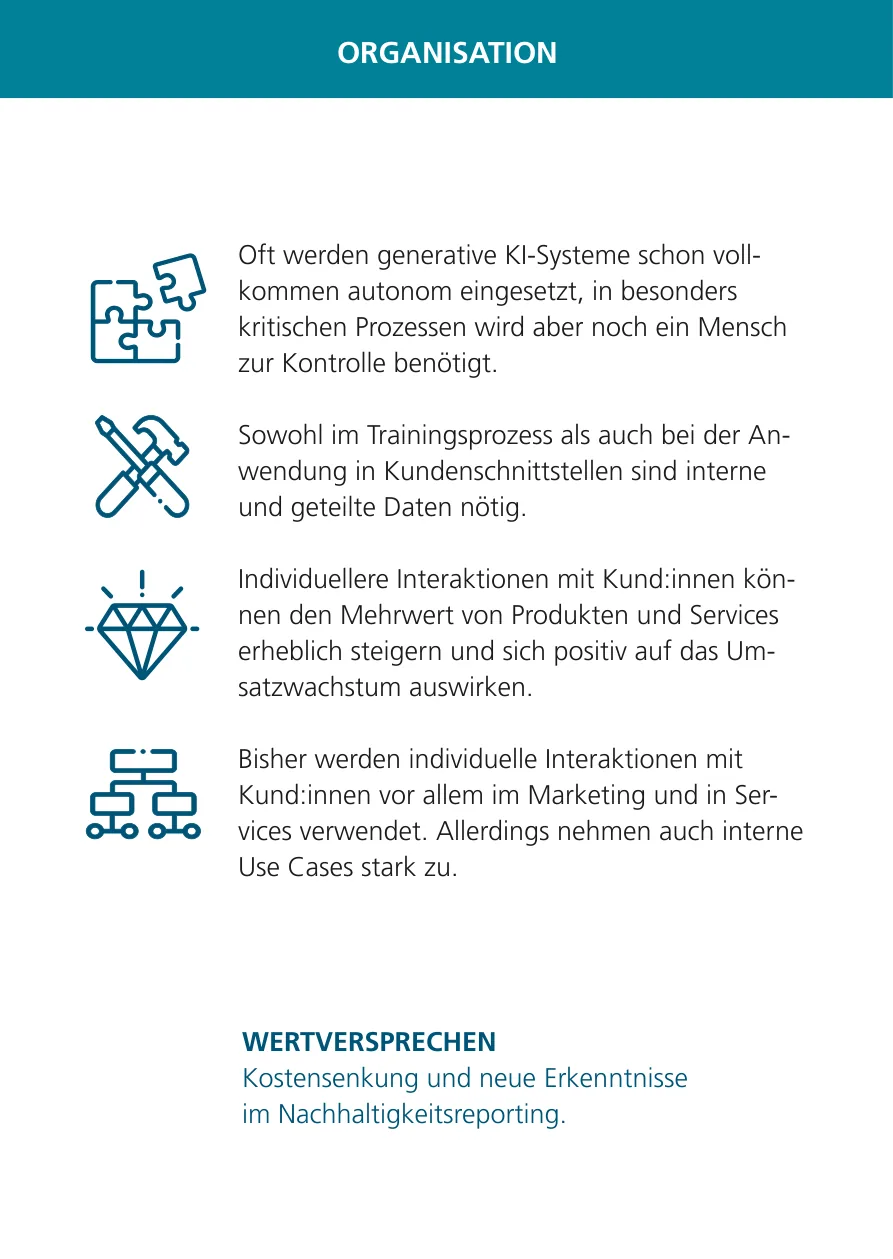 ORGANISATION
Oft werden generative KI-Systeme schon voll-
kommen autonom eingesetzt, in besonders
kritischen Prozessen wird aber noch ein Mensch
zur Kontrolle benötigt.
Sowohl im Trainingsprozess als auch bei der An-
wendung in Kundenschnittstellen sind interne
und geteilte Daten nötig.
Individuellere Interaktionen mit Kund:innen kön-
nen den Mehrwert von Produkten und Services
erheblich steigern und sich positiv auf das Um-
satzwachstum auswirken.
Bisher werden individuelle Interaktionen mit
Kund:innen vor allem im Marketing und in Ser-
vices verwendet. Allerdings nehmen auch interne
Use Cases stark zu.
WERTVERSPRECHEN
Kostensenkung und neue Erkenntnisse
im Nachhaltigkeitsreporting.